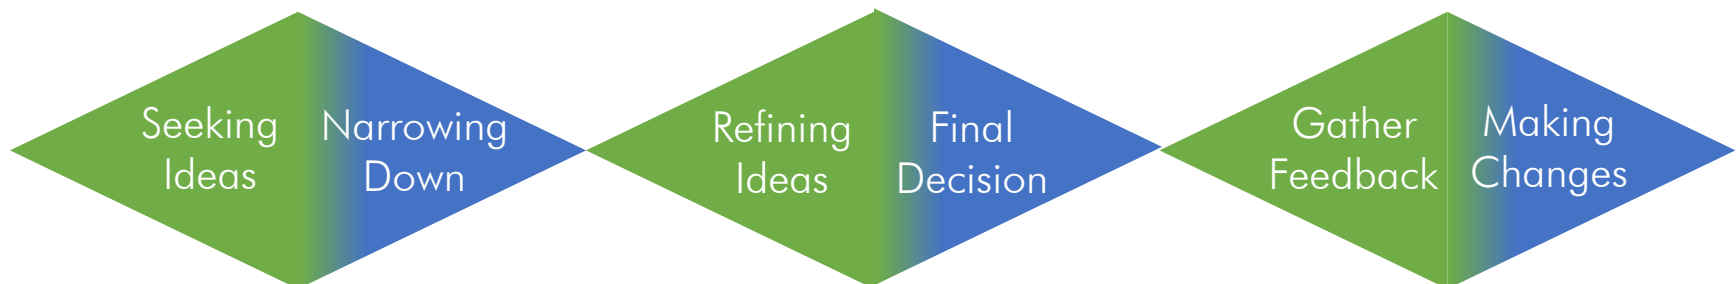 Seeking
Ideas
Narrowing
Down
Refining
Ideas
Final
Decision
Gather
Feedback
Making
Changes